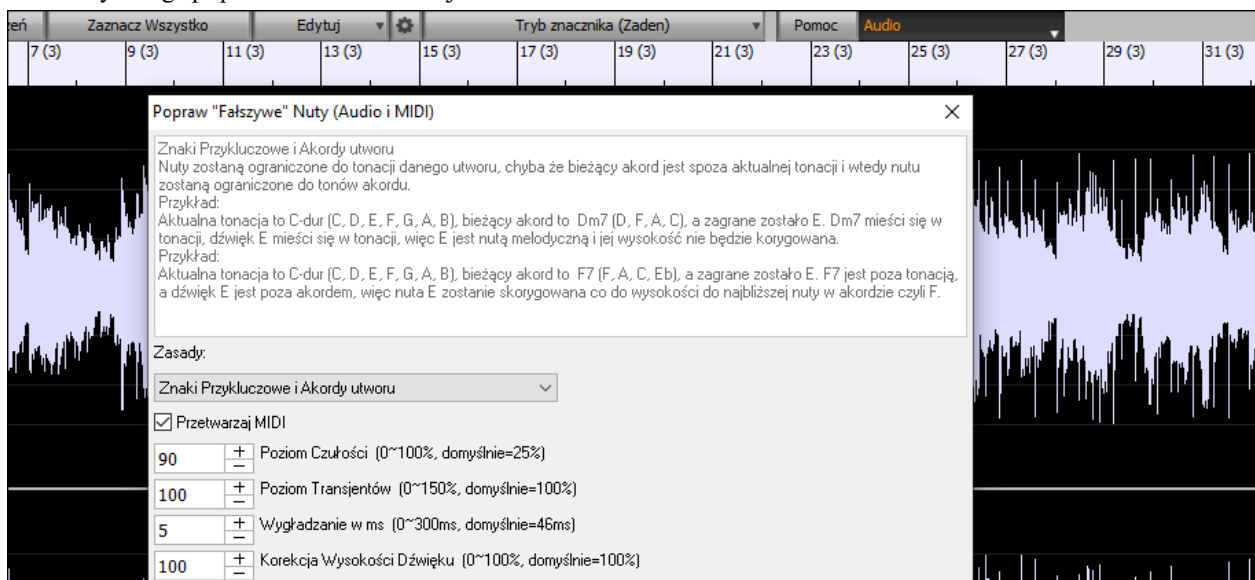 zeń Zaznacz Wszystko Edytuj Tryb znacznika (Zaden) Pomoc Audio
7 (3) 9 (3) 11 (3) 13 (3) 15 (3) 17 (3) 19 (3) 21 (3) 23 (3) 25 (3) 27 (3) 29 (3) 31 (3)
Popraw "Fałszywe" Nuty (Audio i MIDI)
Znaki Przykluczowe i Akordy utworu
Nuty zostaną ograniczone do tonacji danego utworu, chyba że bieżący akord jest spoza aktualnej tonacji i wtedy nutu
zostaną ograniczone do tonów akordu.
Przykład:
Aktualna tonacja to C-dur (C, D, E, F, G, A, B), bieżący akord to Dm7 (D, F, A, C), a zagrane zostało E. Dm7 mieści się w
tonacji, dźwięk E mieści się w tonacji, więc E jest nutą melodyczną i jej wysokość nie będzie korygowana.
Przykład:
Aktualna tonacja to C-dur (C, D, E, F, G, A, B), bieżący akord to F7 (F, A, C, Eb), a zagrane zostało E. F7 jest poza tonacją,
a dźwięk E jest poza akordem, więc nuta E zostanie skorygowana co do wysokości do najbliższej nuty w akordzie czyli F.
Zasady:
Znaki Przykluczowe i Akordy utworu
Przetwarzaj MIDI
90 Poziom Czułości (0~100%, domyślnie=25%)
100 Poziom Transjentów (0~150%, domyślnie=100%)
5 Wygładzanie w ms (0~300ms, domyślnie=46ms)
100 Korekcja Wysokości Dźwięku (0~100%, domyślnie=100%)